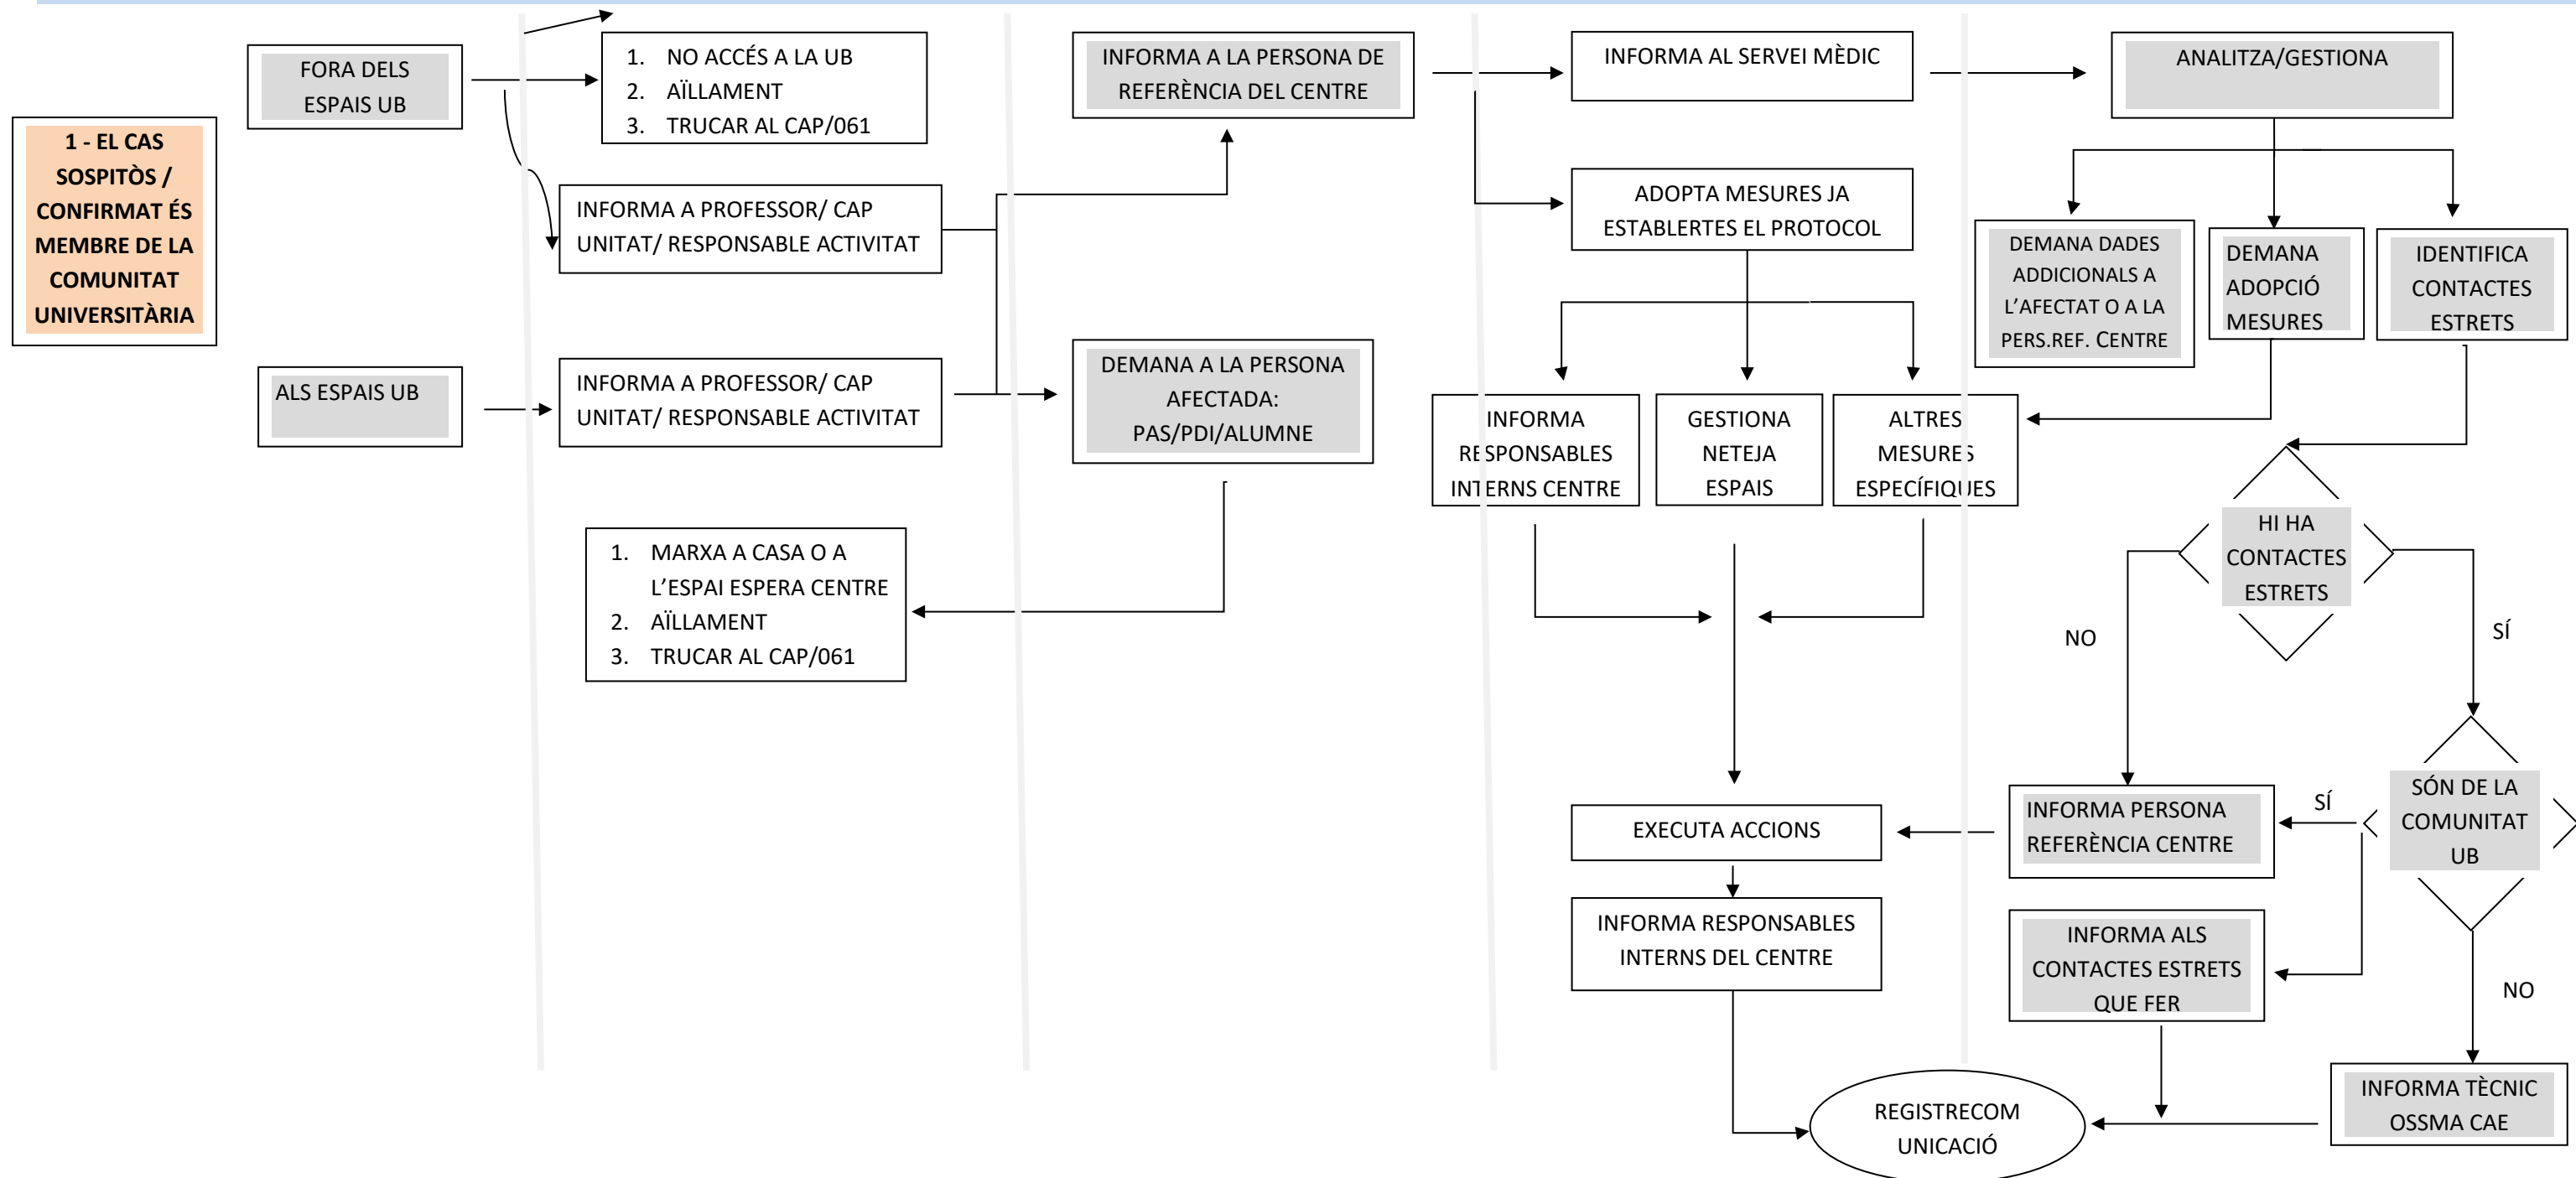 1 - EL CAS
SOSPITÒS /
CONFIRMAT ÉS
MEMBRE DE LA
COMUNITAT
UNIVERSITÀRIA
FORA DELS
ESPAIS UB
ALS ESPAIS UB
1. NO ACCÉS A LA UB
2. AÏLLAMENT
3. TRUCAR AL CAP/061
INFORMA A PROFESSOR/ CAP
UNITAT/ RESPONSABLE ACTIVITAT
INFORMA A PROFESSOR/ CAP
UNITAT/ RESPONSABLE ACTIVITAT
1. MARXA A CASA O A
L’ESPAI ESPERA CENTRE
2. AÏLLAMENT
3. TRUCAR AL CAP/061
INFORMA A LA PERSONA DE
REFERÈNCIA DEL CENTRE
DEMANA A LA PERSONA
AFECTADA:
PAS/PDI/ALUMNE
INFORMA AL SERVEI MÈDIC
ADOPTA MESURES JA
ESTABLERTES EL PROTOCOL
INFORMA
RESPONSABLES
INTERNS CENTRE
GESTIONA
NETEJA
ESPAIS
ALTRES
MESURES
ESPECÍFIQUES
EXECUTA ACCIONS
INFORMA RESPONSABLES
INTERNS DEL CENTRE
ANALITZA/GESTIONA
DEMANA DADES
ADDICIONALS A
L’AFECTAT O A LA
PERS.REF. CENTRE
DEMANA
ADOPCIÓ
MESURES
IDENTIFICA
CONTACTES
ESTRETS
HI HA
CONTACTES
ESTRETS
NO
SÍ
SÓN DE LA
COMUNITAT
UB
SÍ
INFORMA PERSONA
REFERÈNCIA CENTRE
INFORMA ALS
CONTACTES ESTRETS
QUE FER
NO
INFORMA TÈCNIC
OSSMA CAE
REGISTRECOM
UNICACIÓ